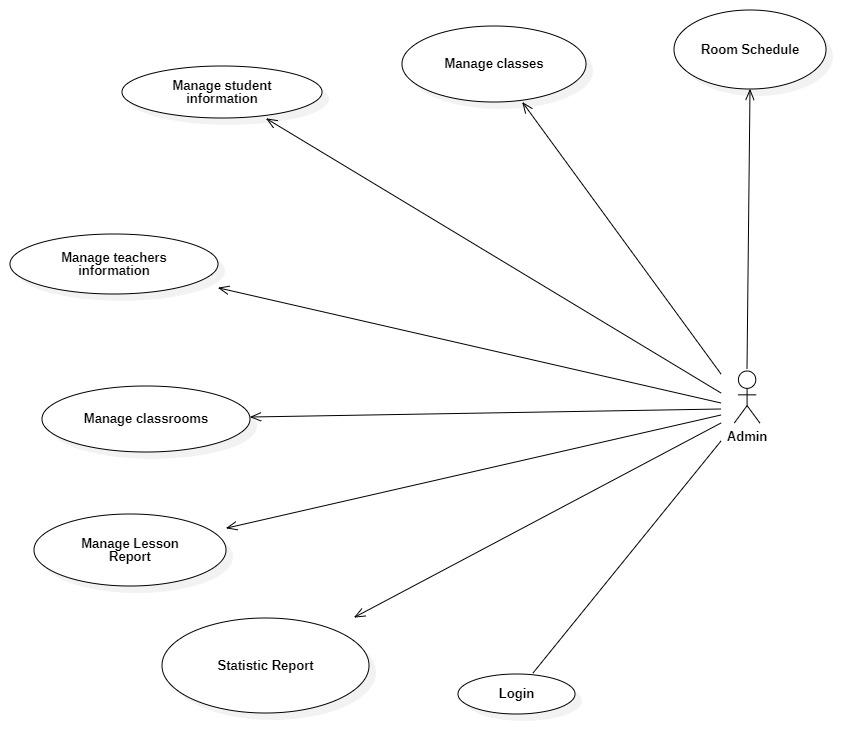 Room Schedule
Manage classes
Manage student
information
Manage teachers
information
Manage classrooms
Admin
Manage Lesson
Report
Statistic Report
Login